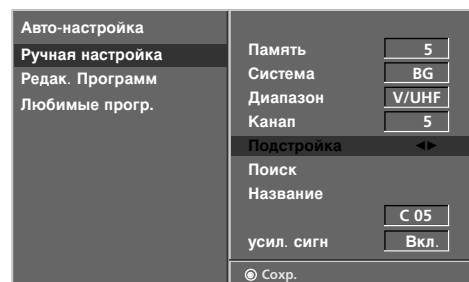 Авто-настройка
Ручная настройка
Редак. Программ
Любимые прогр.
Память 5
Система BG
Диапазон V/UHF
Канап 5
Подстройка ◀▶
Поиск
Название
C 05
усил. сигн Вкл.
Сохр.